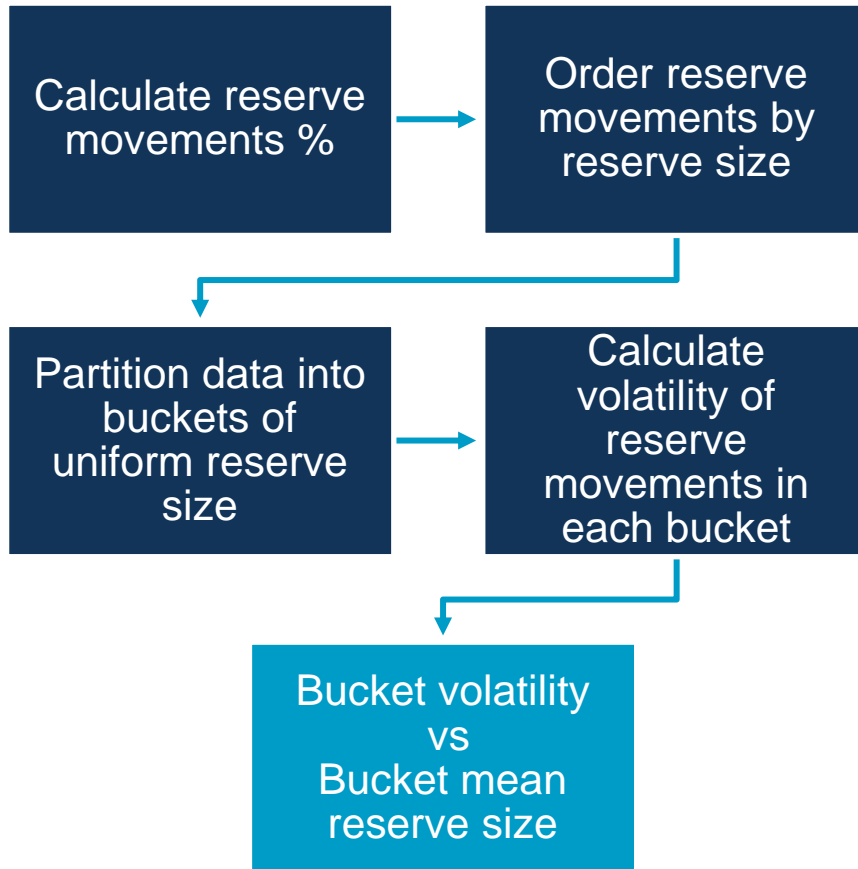 Calculate reserve
movements %
Order reserve
movements by
reserve size
Partition data into
buckets of
uniform reserve
size
Calculate
volatility of
reserve
movements in
each bucket
Bucket volatility
vs
Bucket mean
reserve size